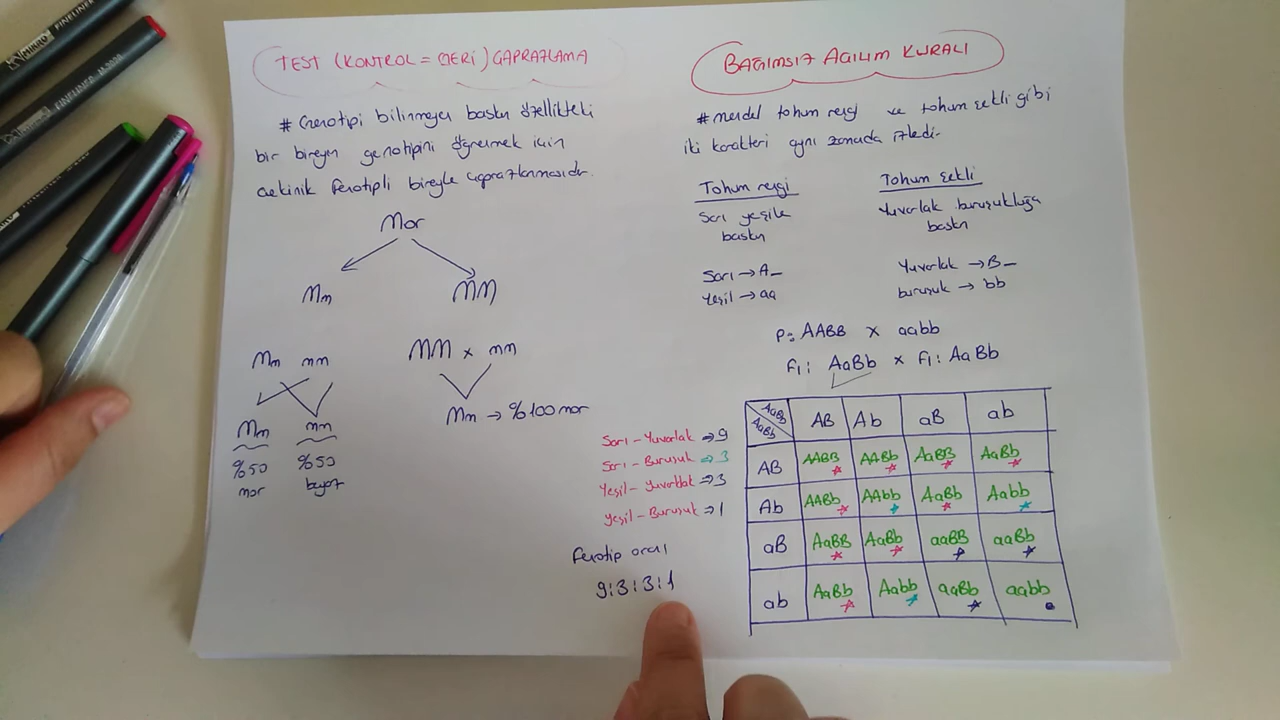 TEST (KONTROL = GERİ) ÇAPRAZLAMA
# Genotipi bilinmeyen baskın özellikteki
bir bireyin genotipini öğrenmek için
çekinik fenotipli bireyle çaprazlanmasıdır.
Mor
Mm MM
Mm mm
Mm mm
%50 %50
mor beyaz
MM x mm
Mm → %100 mor
BAĞIMSIZ AÇILIM KURALI
# mendel tohum rengi ve tohum şekli gibi
iki karakteri aynı zamanda izledi.
Tohum rengi
Sarı yeşile
baskın
Sarı → A_
Yeşil → aa
Tohum şekli
Yuvarlak buruşukluğa
baskın
Yuvarlak → B_
buruşuk → bb
P: AABB x aabb
F1: AaBb x F1: AaBb
Sarı - Yuvarlak → 9
Sarı - Buruşuk → 3
Yeşil - Yuvarlak → 3
Yeşil - Buruşuk → 1
Fenotip oranı
9:3:3:1
AaBb
AaBb AB Ab aB ab
AB AABB AABb AaBB AaBb
Ab AABb AAbb AaBb Aabb
aB AaBB AaBb aaBB aaBb
ab AaBb Aabb aaBb aabb
FINELINER
FINELINER